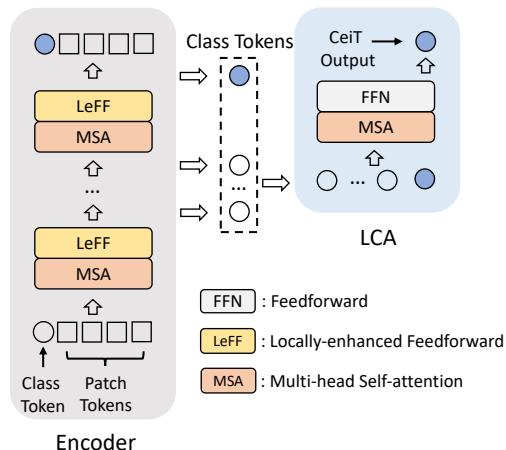 Class Tokens
CeiT
Output
LeFF
MSA
...
LeFF
MSA
Class
Token
Patch
Tokens
Encoder
...
FFN
MSA
...
LCA
FFN : Feedforward
LeFF : Locally-enhanced Feedforward
MSA : Multi-head Self-attention